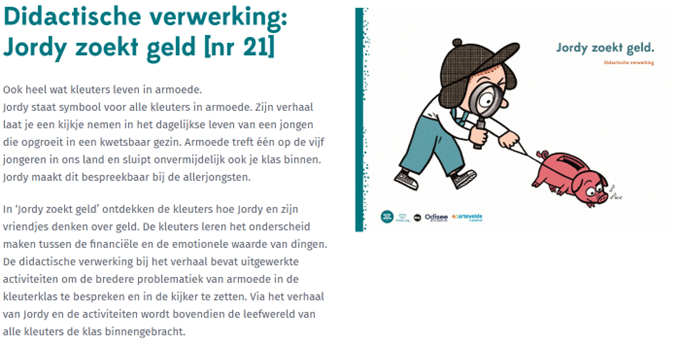 Didactische verwerking:
Jordy zoekt geld [nr 21]
Ook heel wat kleuters leven in armoede.
Jordy staat symbool voor alle kleuters in armoede. Zijn verhaal
laat je een kijkje nemen in het dagelijkse leven van een jongen
die opgroeit in een kwetsbaar gezin. Armoede treft één op de vijf
jongeren in ons land en sluipt onvermijdelijk ook je klas binnen.
Jordy maakt dit bespreekbaar bij de allerjongsten.
In ‘Jordy zoekt geld’ ontdekken de kleuters hoe Jordy en zijn
vriendjes denken over geld. De kleuters leren het onderscheid
maken tussen de financiële en de emotionele waarde van dingen.
De didactische verwerking bij het verhaal bevat uitgewerkte
activiteiten om de bredere problematiek van armoede in de
kleuterklas te bespreken en in de kijker te zetten. Via het verhaal
van Jordy en de activiteiten wordt bovendien de leefwereld van
alle kleuters de klas binnengebracht.
Jordy zoekt geld.
Didactische verwerking
Odisee
artevelde